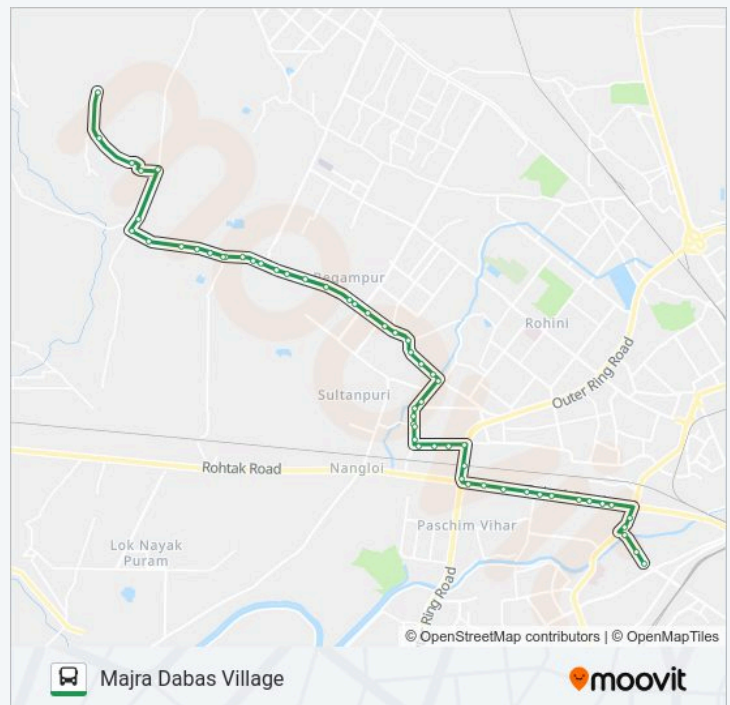 Begampur
Rohini
Outer Ring Road
Sultanpuri
Rohtak Road
Nangloi
Paschim Vihar
Lok Nayak
Puram
Ring Road
© OpenStreetMap contributors | © OpenMapTiles
Majra Dabas Village
moovit